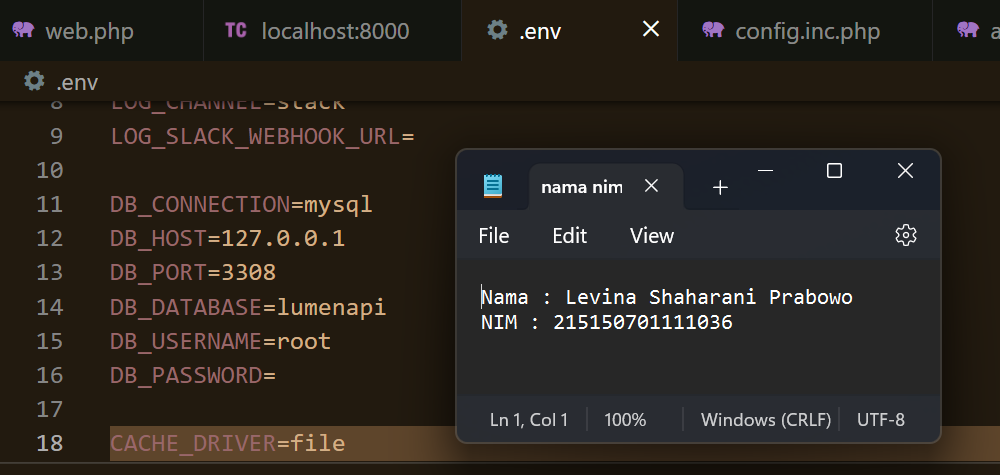 web.php
TC localhost:8000
.env
config.inc.php
a
.env
8 LOG_CHANNEL=stack
9 LOG_SLACK_WEBHOOK_URL=
10
11 DB_CONNECTION=mysql
12 DB_HOST=127.0.0.1
13 DB_PORT=3308
14 DB_DATABASE=lumenapi
15 DB_USERNAME=root
16 DB_PASSWORD=
17
18 CACHE_DRIVER=file
nama nim
File Edit View
Nama : Levina Shaharani Prabowo
NIM : 215150701111036
Ln 1, Col 1 100% Windows (CRLF) UTF-8